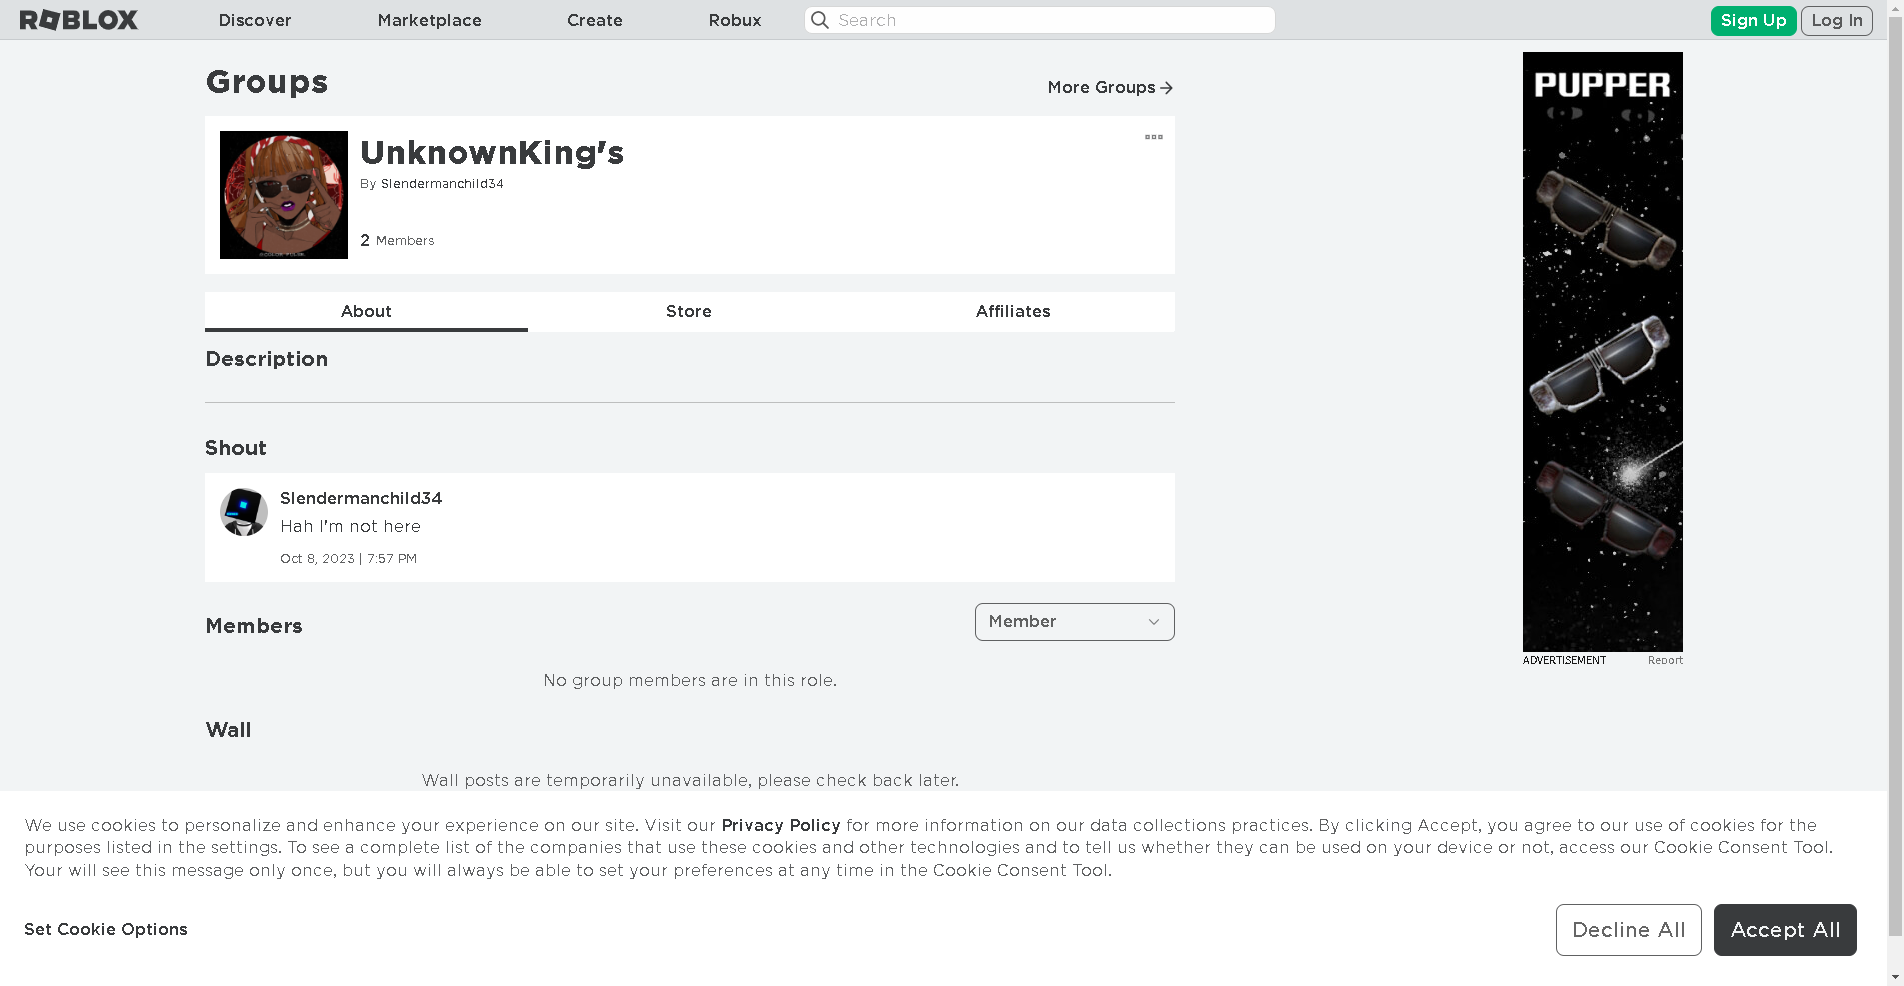 ROBLOX
Discover
Marketplace
Create
Robux
Search
Sign Up
Log In
Groups
More Groups
UnknownKing's
By Slendermanchild34
2 Members
About
Store
Affiliates
Description
Shout
Slendermanchild34
Hah I'm not here
Oct 8, 2023 | 7:57 PM
Members
Member
No group members are in this role.
Wall
Wall posts are temporarily unavailable, please check back later.
PUPPER
ADVERTISEMENT
Report
We use cookies to personalize and enhance your experience on our site. Visit our Privacy Policy for more information on our data collections practices. By clicking Accept, you agree to our use of cookies for the
purposes listed in the settings. To see a complete list of the companies that use these cookies and other technologies and to tell us whether they can be used on your device or not, access our Cookie Consent Tool.
Your will see this message only once, but you will always be able to set your preferences at any time in the Cookie Consent Tool.
Set Cookie Options
Decline All
Accept All